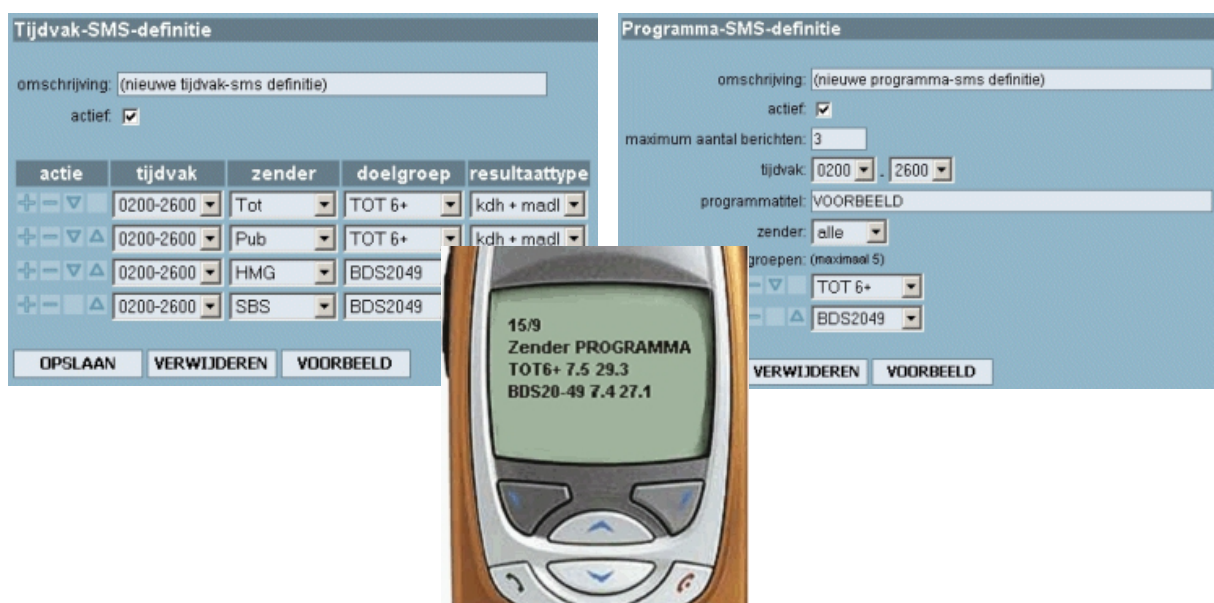 Tijdvak-SMS-definitie
omschrijving: (nieuwe tijdvak-sms definitie)
actief:
actie tijdvak zender doelgroep resultaattype
0200-2600 Tot TOT 6+ kdh + madl
0200-2600 Pub TOT 6+ kdh + madl
0200-2600 HMG BDS2049
0200-2600 SBS BDS2049
OPSLAAN VERWIJDEREN VOORBEELD
Programma-SMS-definitie
omschrijving: (nieuwe programma-sms definitie)
actief:
maximum aantal berichten: 3
tijdvak: 0200 - 2600
programmatitel: VOORBEELD
zender: alle
groepen: (maximaal 5)
TOT 6+
BDS2049
VERWIJDEREN VOORBEELD
15/9
Zender PROGRAMMA
TOT6+ 7.5 29.3
BDS20-49 7.4 27.1